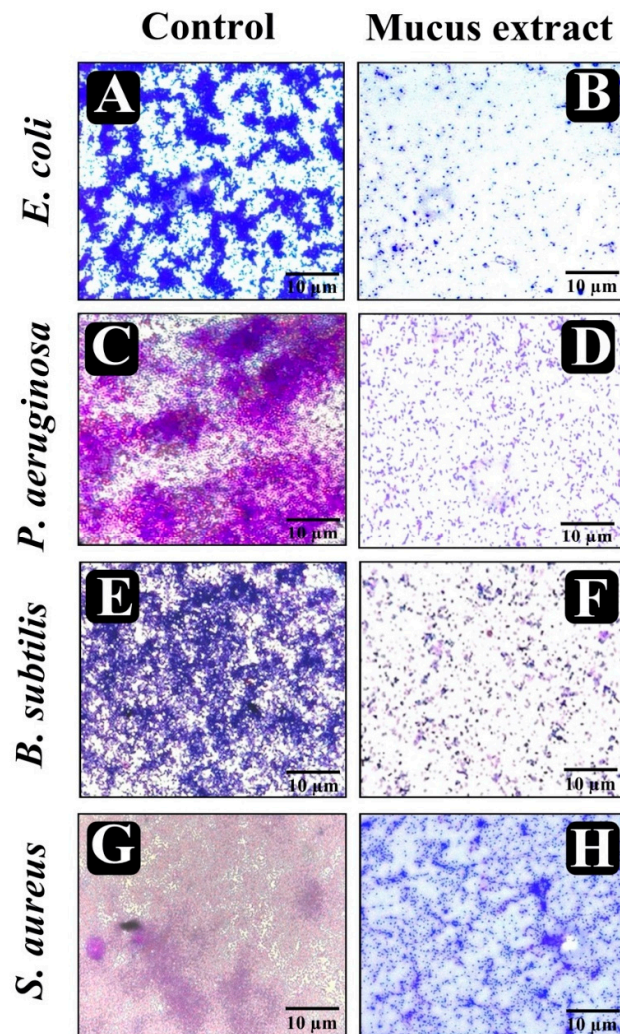 Control Mucus extract
E. coli
A
B
10 µm
10 µm
P. aeruginosa
C
D
10 µm
10 µm
B. subtilis
E
F
10 µm
10 µm
S. aureus
G
H
10 µm
10 µm